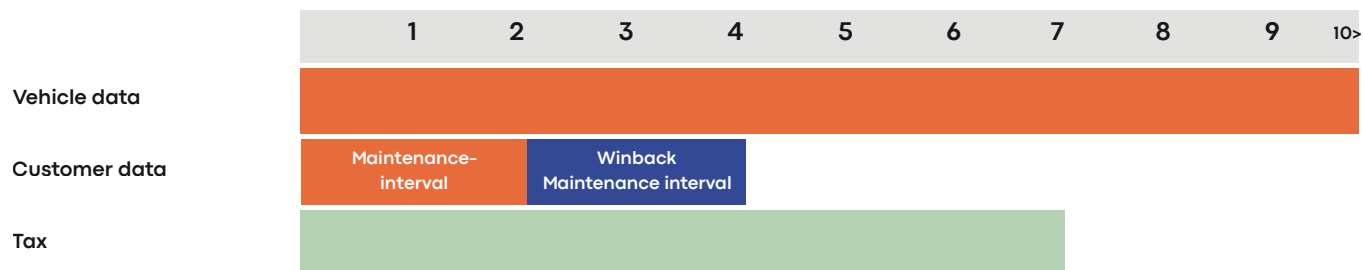 1 2 3 4 5 6 7 8 9 10>
Vehicle data
Customer data
Maintenance-
interval
Winback
Maintenance interval
Tax